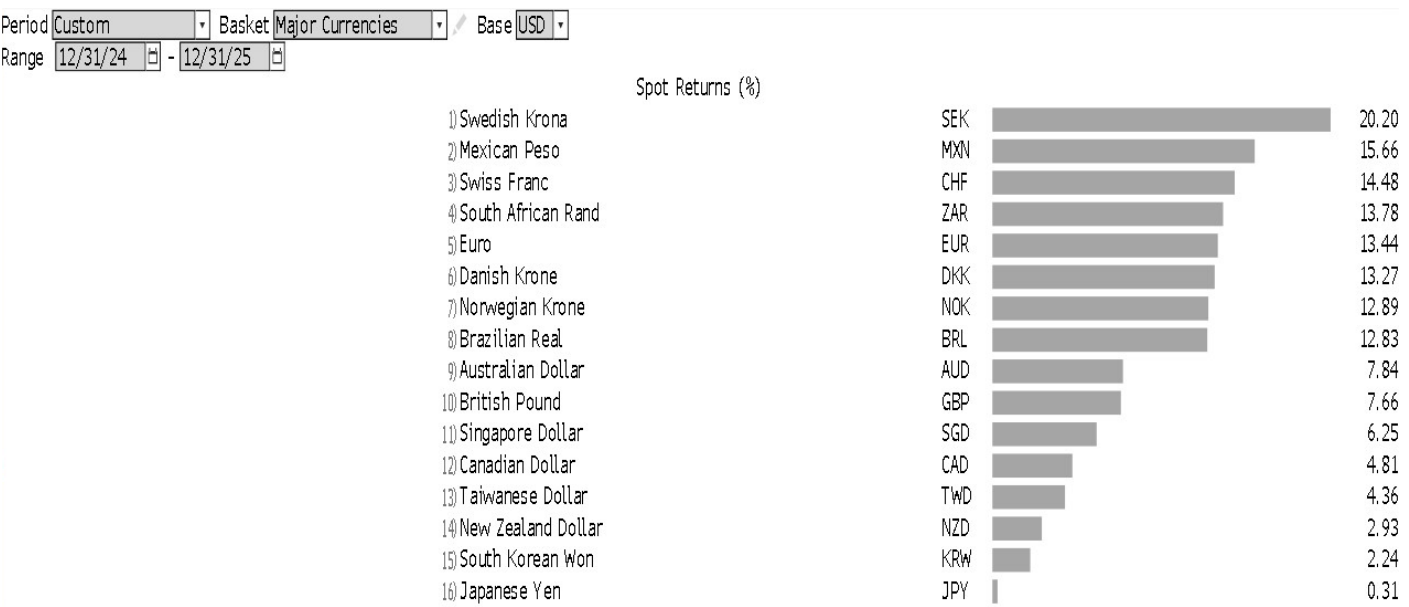 Period Custom Basket Major Currencies Base USD
Range 12/31/24 - 12/31/25
Spot Returns (%)
1) Swedish Krona SEK 20.20
2) Mexican Peso MXN 15.66
3) Swiss Franc CHF 14.48
4) South African Rand ZAR 13.78
5) Euro EUR 13.44
6) Danish Krone DKK 13.27
7) Norwegian Krone NOK 12.89
8) Brazilian Real BRL 12.83
9) Australian Dollar AUD 7.84
10) British Pound GBP 7.66
11) Singapore Dollar SGD 6.25
12) Canadian Dollar CAD 4.81
13) Taiwanese Dollar TWD 4.36
14) New Zealand Dollar NZD 2.93
15) South Korean Won KRW 2.24
16) Japanese Yen JPY 0.31